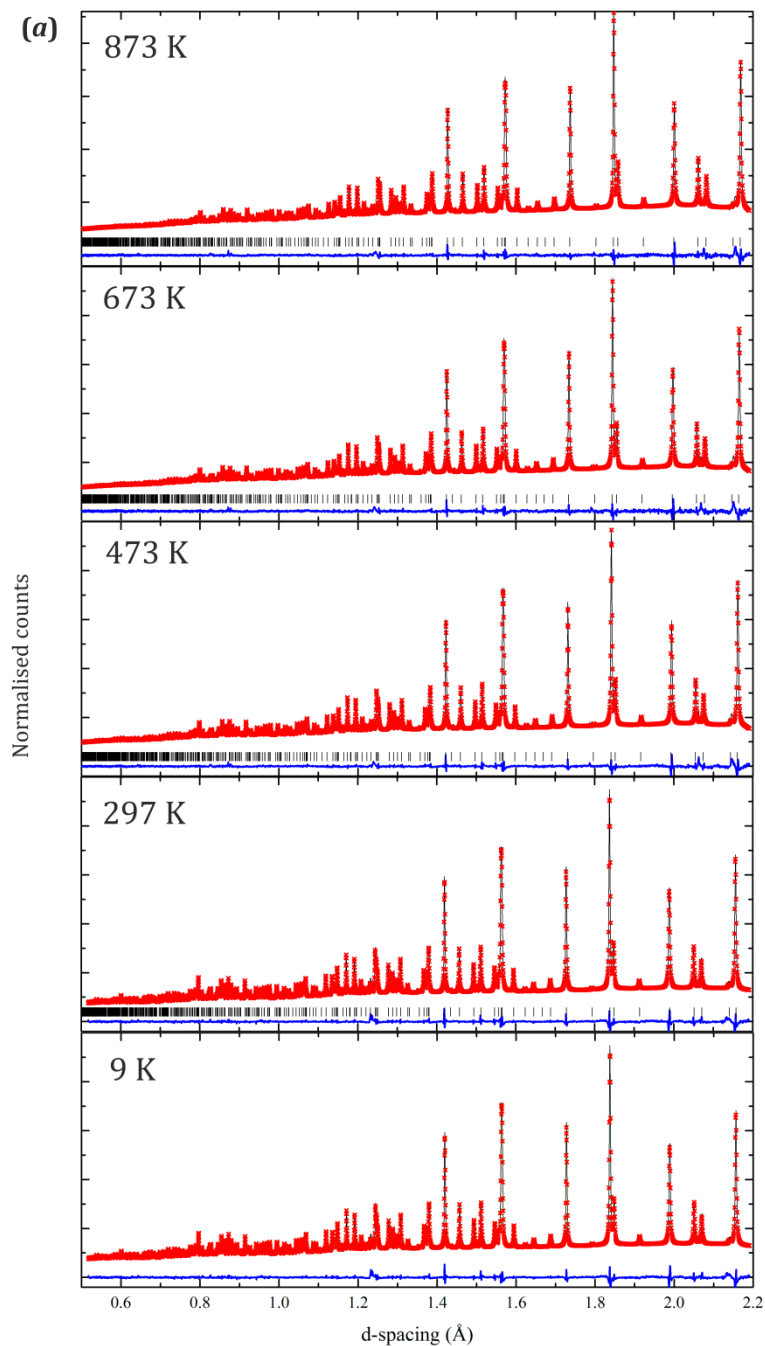 (a)
873 K
673 K
473 K
297 K
9 K
Normalised counts
0.6 0.8 1.0 1.2 1.4 1.6 1.8 2.0 2.2
d-spacing (Å)